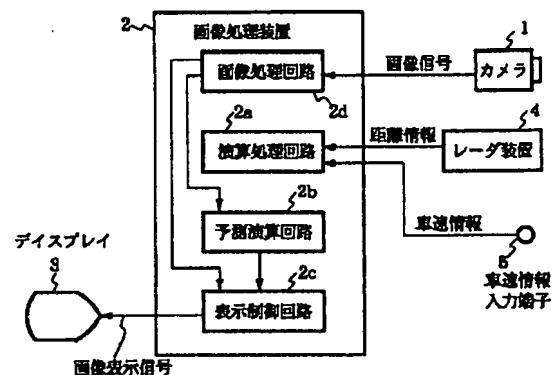 2
画像処理装置
画像処理回路
2d
画像信号
1
カメラ
2a
演算処理回路
距離情報
4
レーダ装置
2b
予測演算回路
車速情報
5
車速情報
入力端子
デイスプレイ
3
2c
表示制御回路
画像表示信号